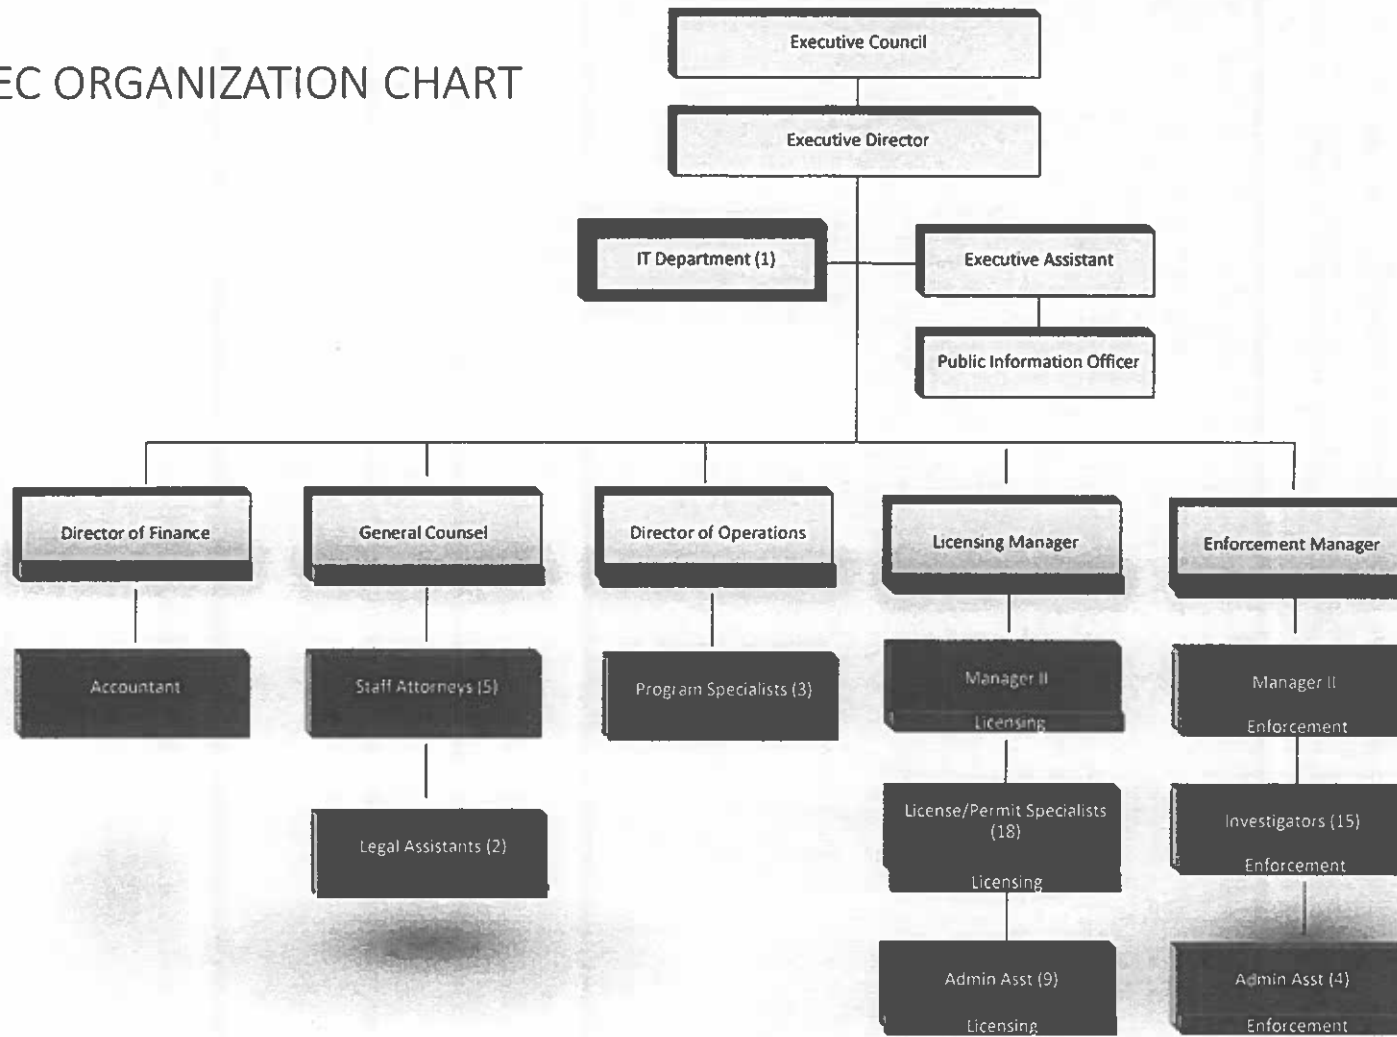 Executive Council
EC ORGANIZATION CHART
Executive Director
IT Department (1)
Executive Assistant
Public Information Officer
Director of Finance
General Counsel
Director of Operations
Licensing Manager
Enforcement Manager
Accountant
Staff Attorneys (5)
Program Specialists (3)
Manager II
Licensing
Manager II
Enforcement
Legal Assistants (2)
License/Permit Specialists
(18)
Licensing
Investigators (15)
Enforcement
Admin Asst (9)
Licensing
Admin Asst (4)
Enforcement